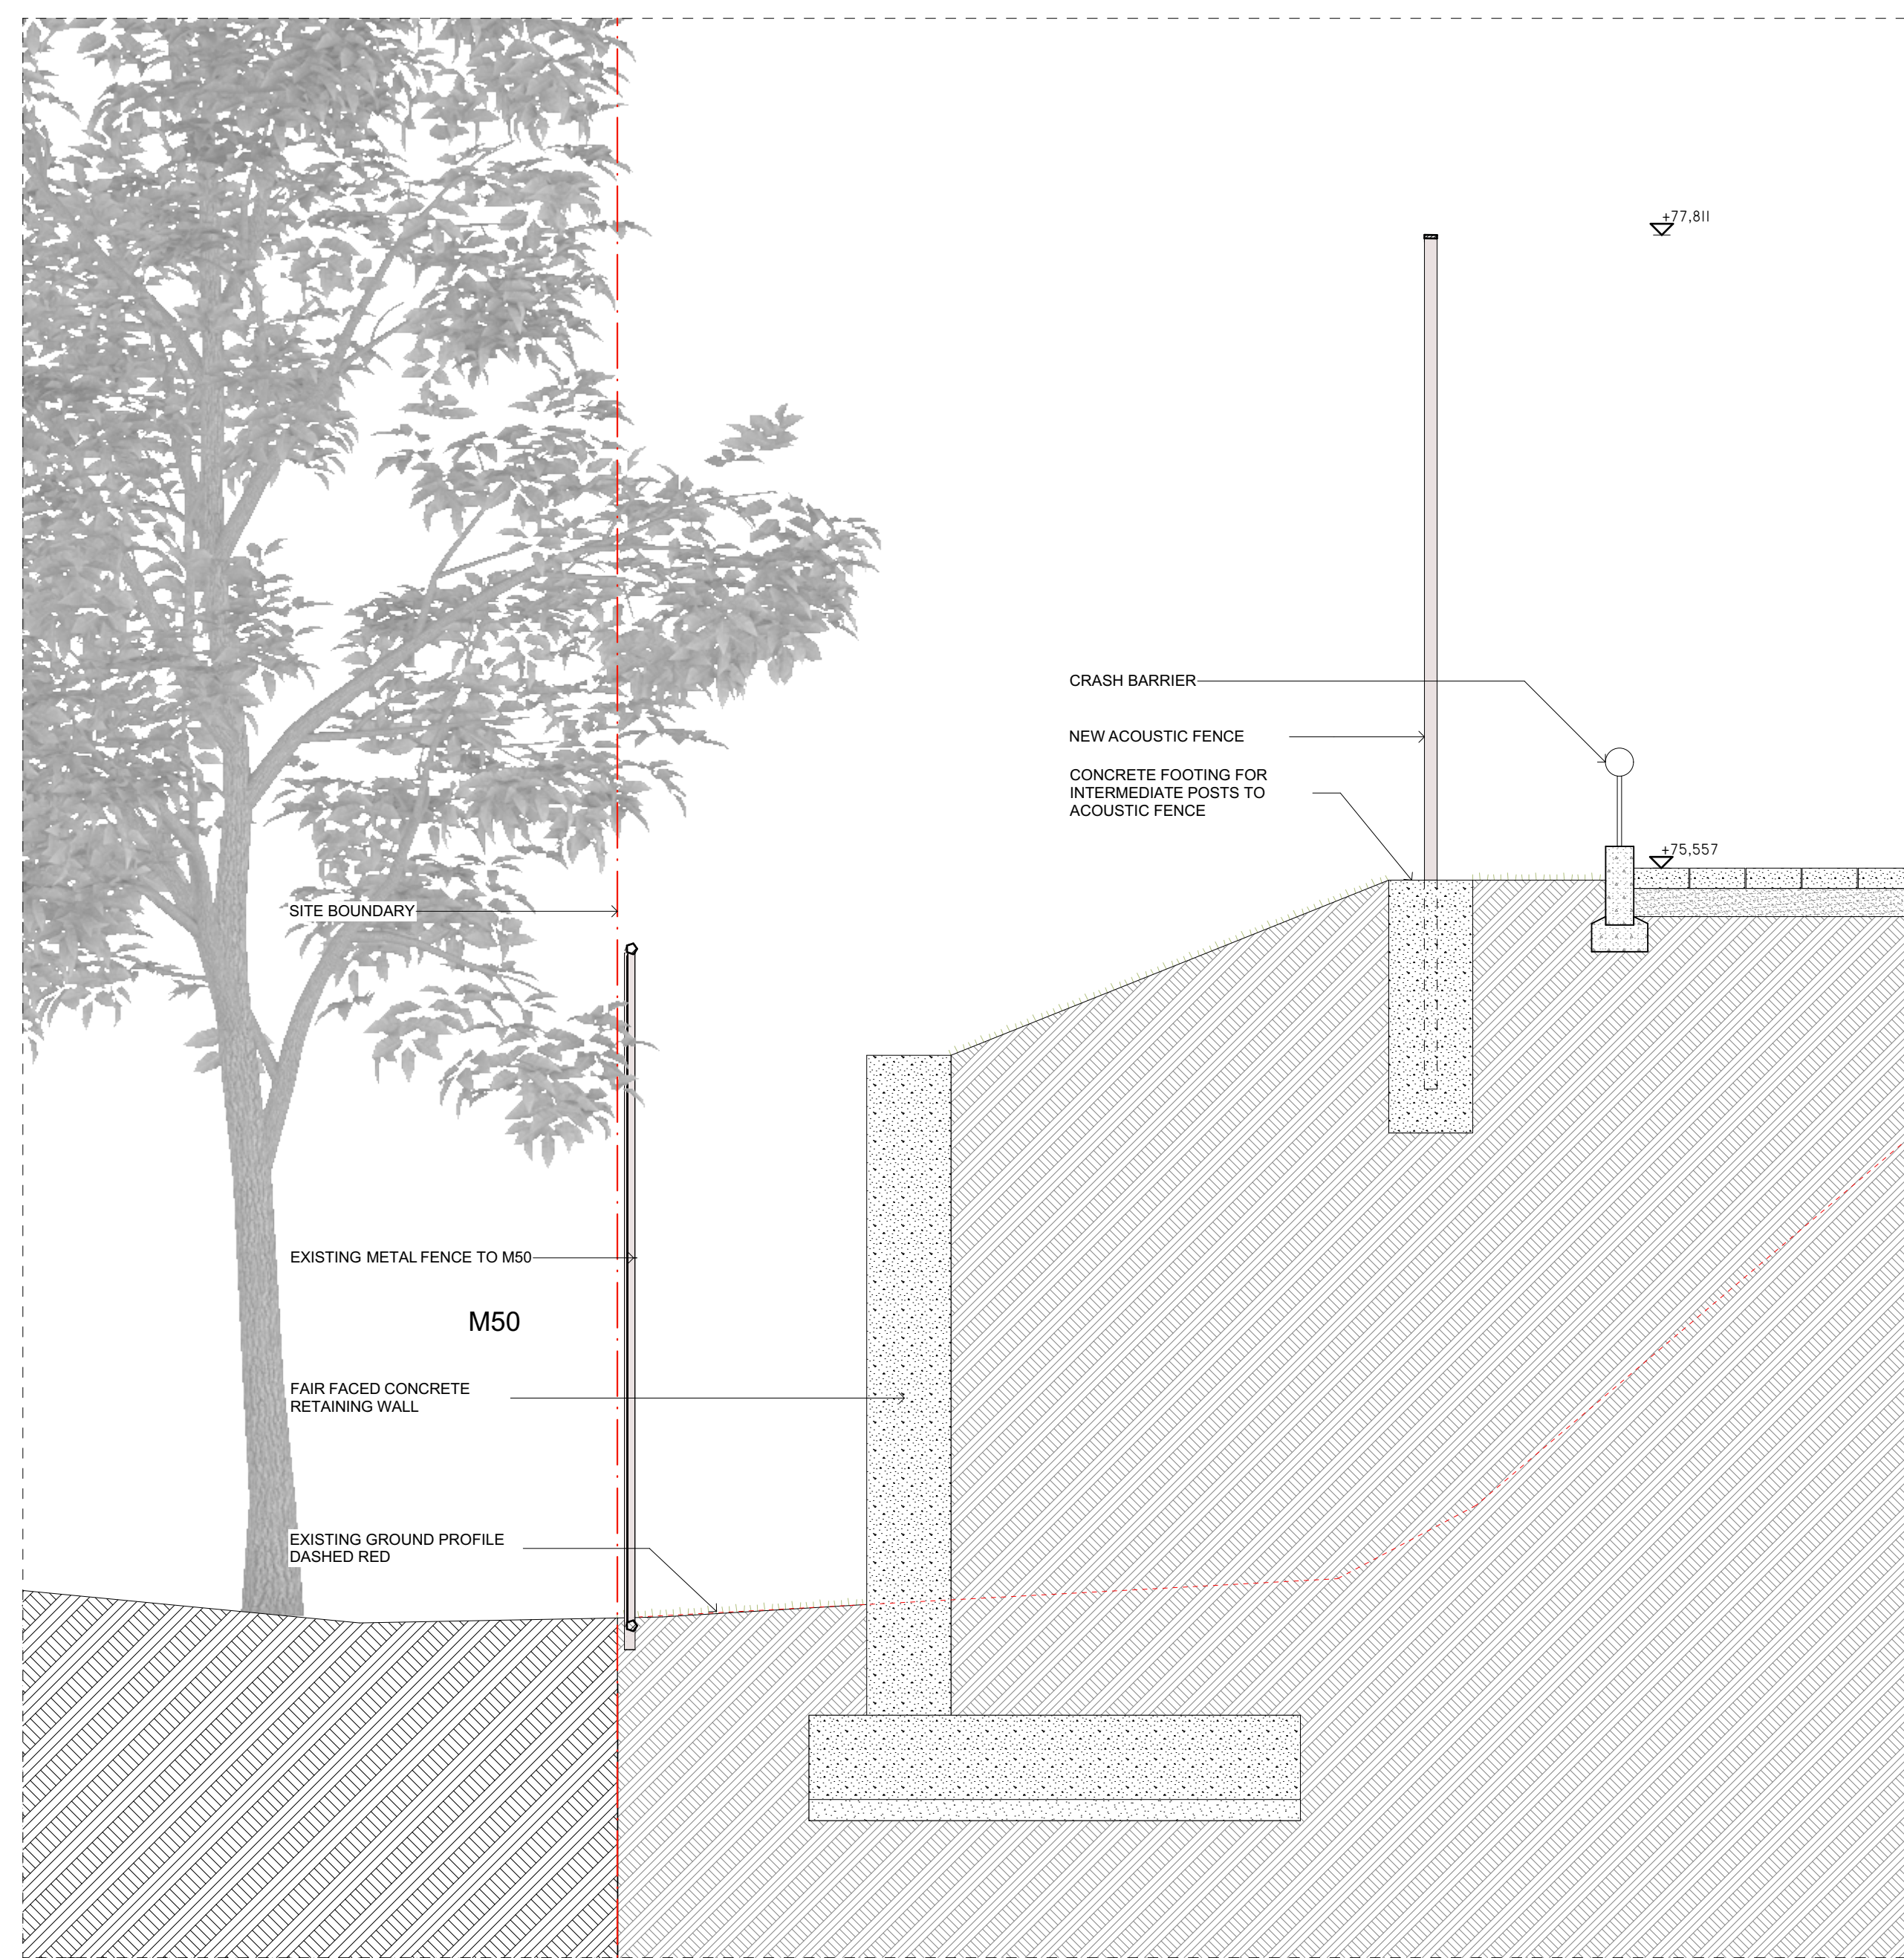 +77,811
CRASH BARRIER
NEW ACOUSTIC FENCE
CONCRETE FOOTING FOR
INTERMEDIATE POSTS TO
ACOUSTIC FENCE
+75,557
SITE BOUNDARY
EXISTING METAL FENCE TO M50
M50
FAIR FACED CONCRETE
RETAINING WALL
EXISTING GROUND PROFILE
DASHED RED